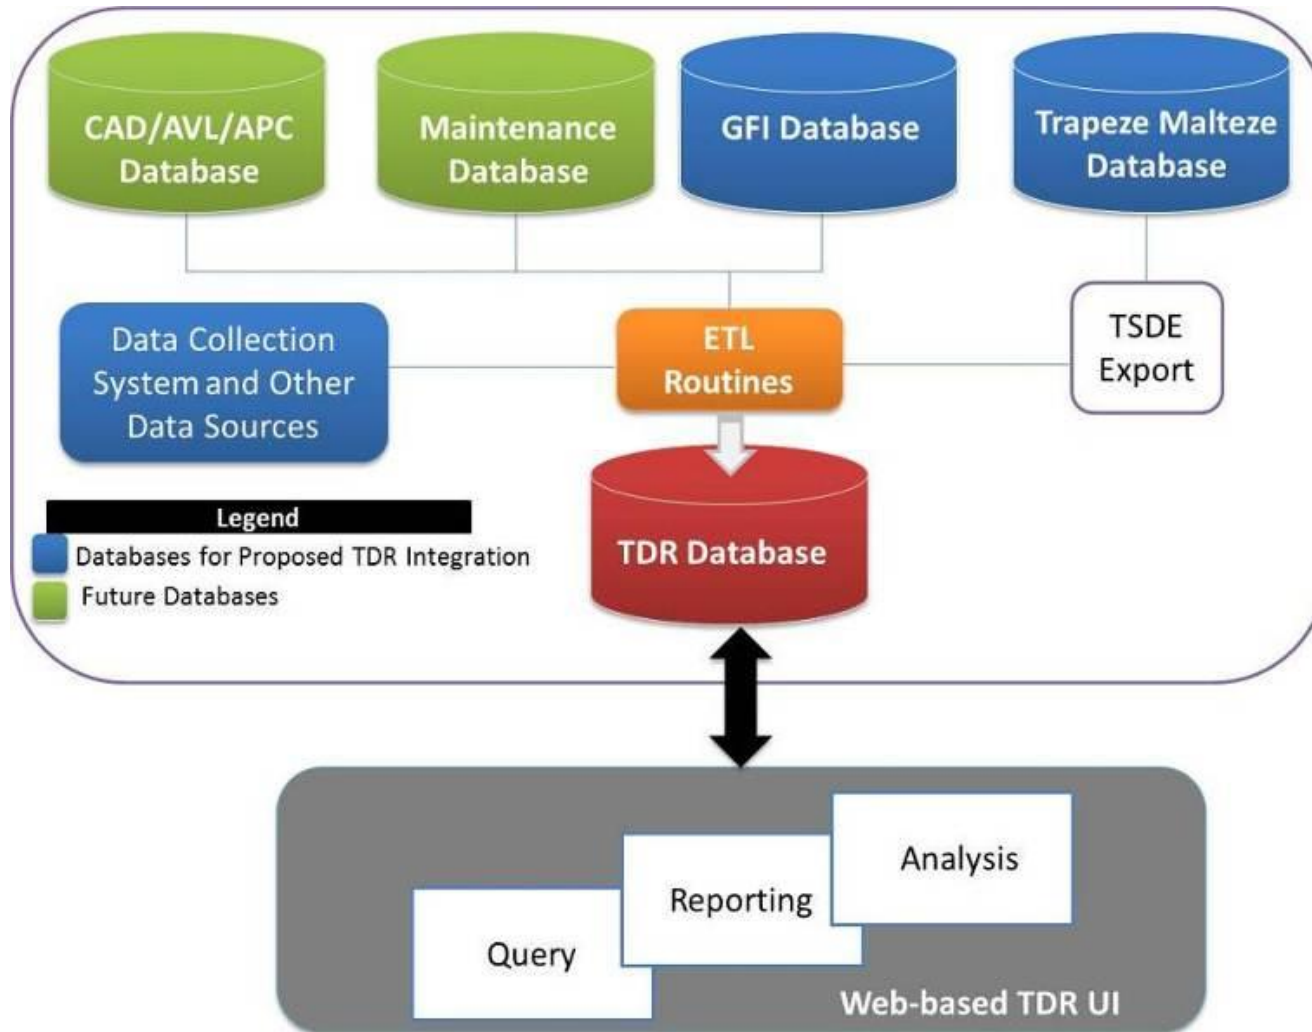 CAD/AVL/APC
Database
Maintenance
Database
GFI Database
Trapeze Malteze
Database
Data Collection
System and Other
Data Sources
ETL
Routines
TSDE
Export
Legend
Databases for Proposed TDR Integration
Future Databases
TDR Database
Analysis
Reporting
Query
Web-based TDR UI